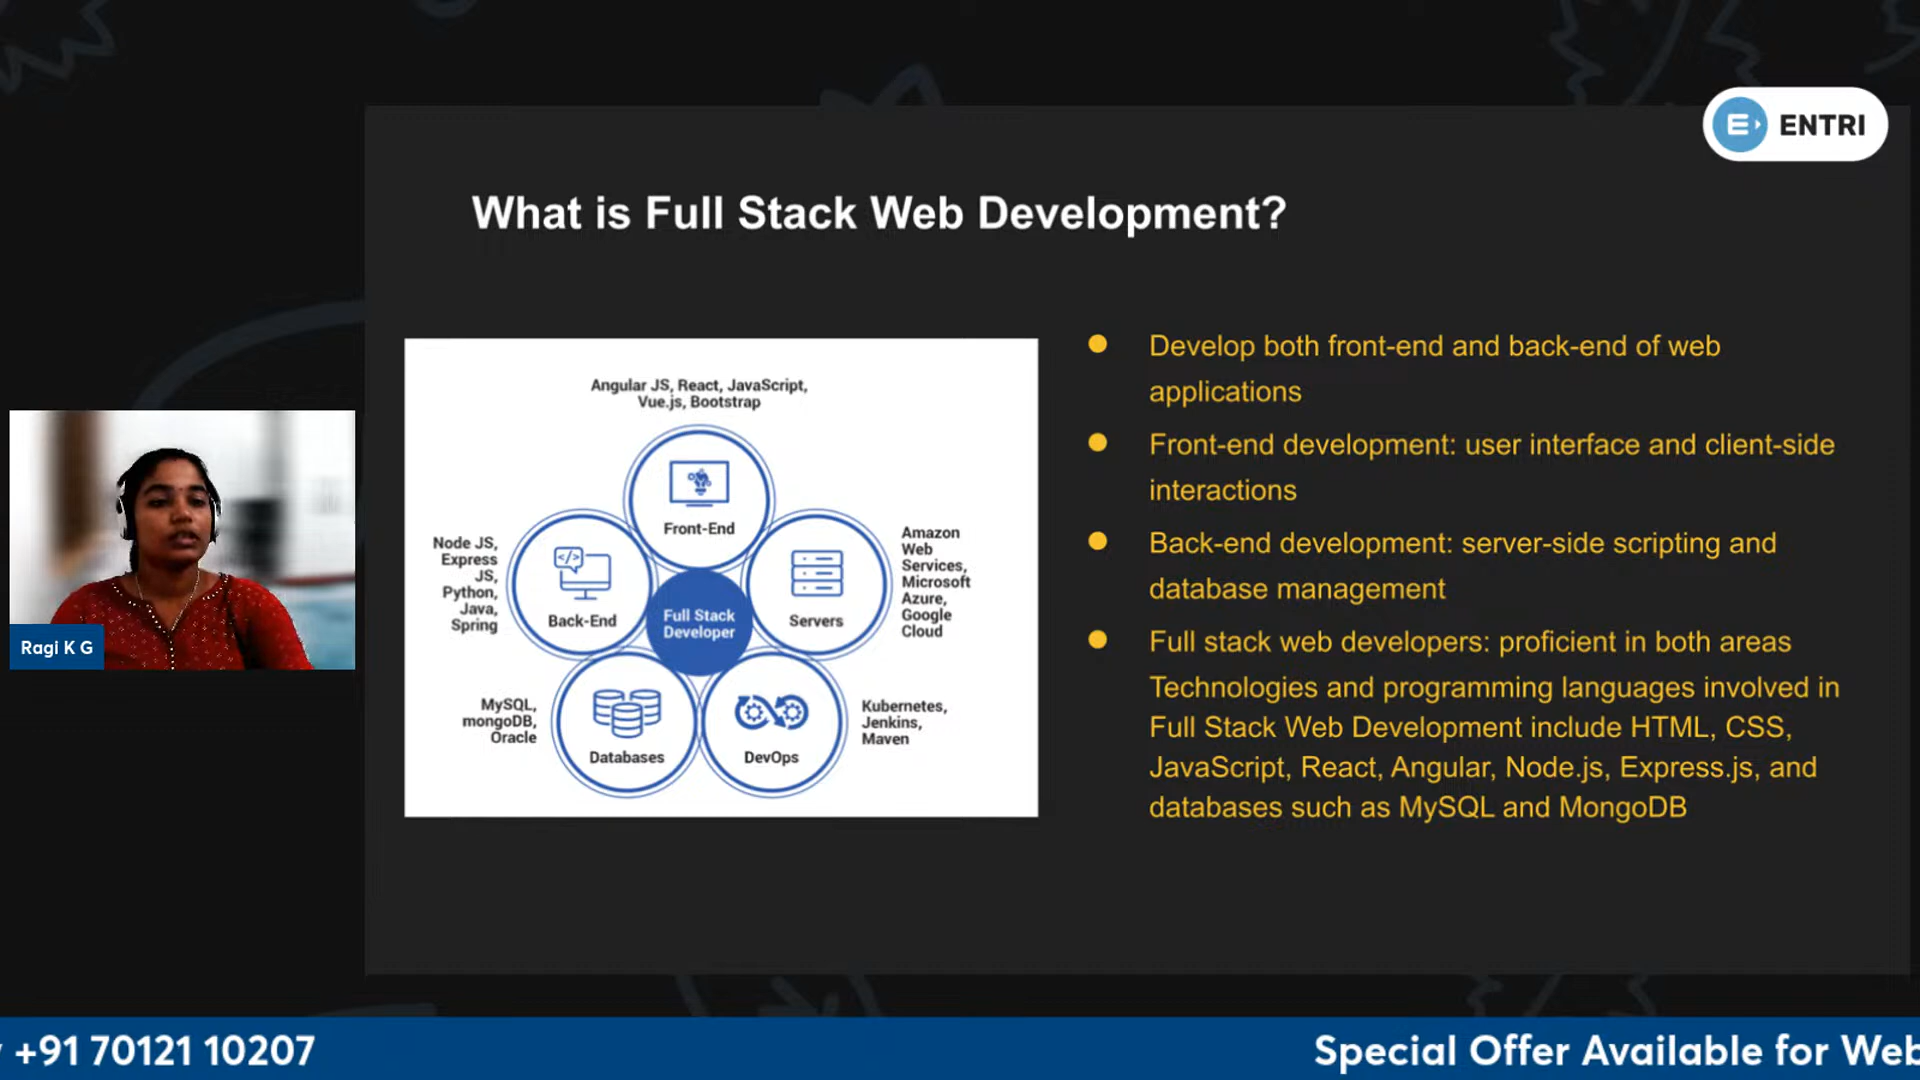 ENTRI
What is Full Stack Web Development?
Angular JS, React, JavaScript,
Vue.js, Bootstrap
Front-End
Node JS,
Express
JS,
Python,
Java,
Spring
Back-End
Full Stack
Developer
Servers
Amazon
Web
Services,
Microsoft
Azure,
Google
Cloud
MySQL,
mongoDB,
Oracle
Databases
DevOps
Kubernetes,
Jenkins,
Maven
Develop both front-end and back-end of web
applications
Front-end development: user interface and client-side
interactions
Back-end development: server-side scripting and
database management
Full stack web developers: proficient in both areas
Technologies and programming languages involved in
Full Stack Web Development include HTML, CSS,
JavaScript, React, Angular, Node.js, Express.js, and
databases such as MySQL and MongoDB
Ragi K G
+91 70121 10207
Special Offer Available for Web